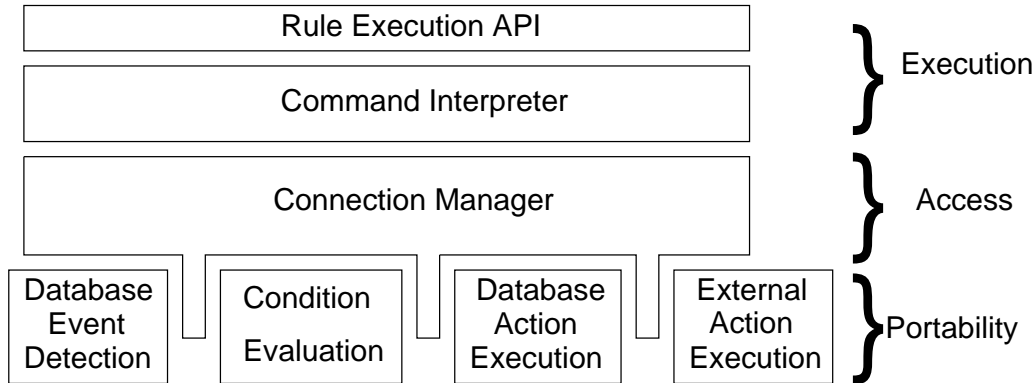 Rule Execution API
Execution
Command Interpreter
Connection Manager
Access
Database
Event
Detection
Condition
Evaluation
Database
Action
Execution
External
Action
Execution
Portability